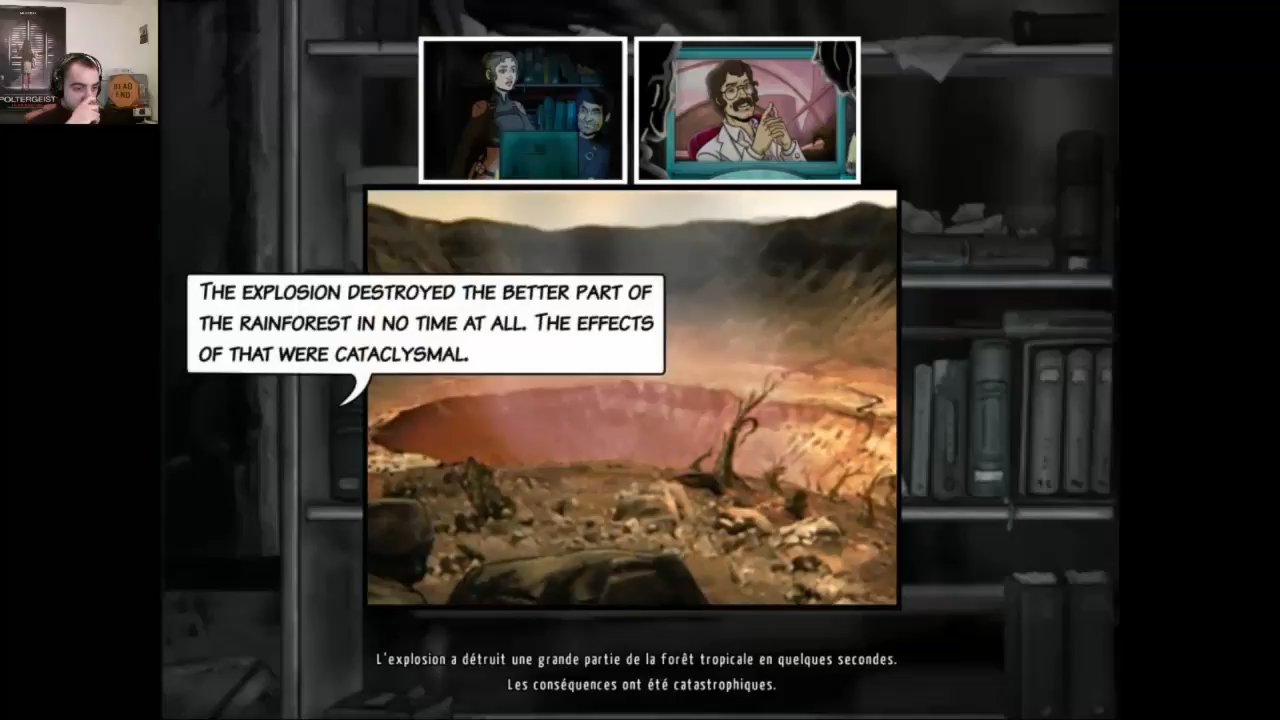 POLTERGEIST
DEAD
END
THE EXPLOSION DESTROYED THE BETTER PART OF
THE RAINFOREST IN NO TIME AT ALL. THE EFFECTS
OF THAT WERE CATACLYSMAL.
L'explosion a détruit une grande partie de la forêt tropicale en quelques secondes.
Les conséquences ont été catastrophiques.